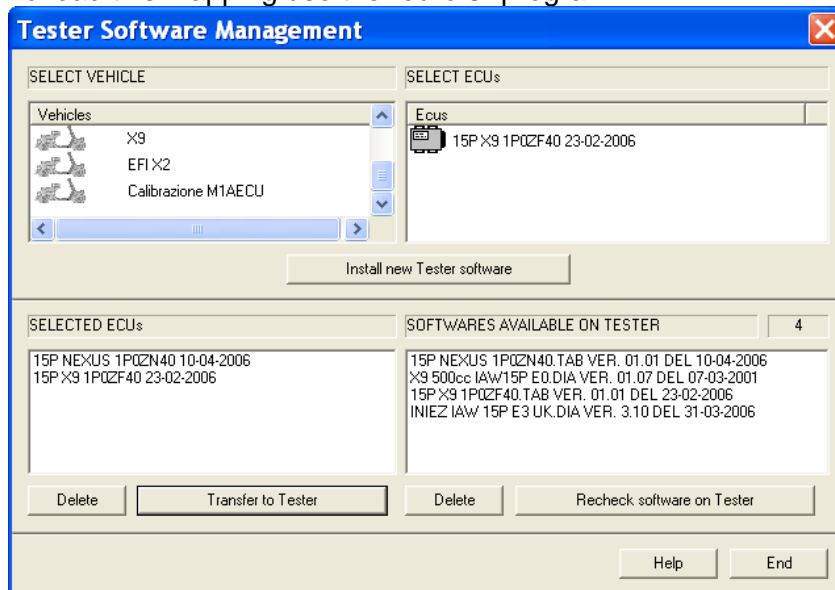 Tester Software Management
SELECT VEHICLE
SELECT ECUs
Vehicles
X9
EFI X2
Calibrazione M1AECU
Ecus
15P X9 1P0ZF40 23-02-2006
Install new Tester software
SELECTED ECUs
SOFTWARES AVAILABLE ON TESTER
4
15P NEXUS 1P0ZN40 10-04-2006
15P X9 1P0ZF40 23-02-2006
15P NEXUS 1P0ZN40.TAB VER. 01.01 DEL 10-04-2006
X9 500cc IAW15P E0.DIA VER. 01.07 DEL 07-03-2001
15P X9 1P0ZF40.TAB VER. 01.01 DEL 23-02-2006
INIEZ IAW 15P E3 UK.DIA VER. 3.10 DEL 31-03-2006
Delete
Transfer to Tester
Delete
Recheck software on Tester
Help
End